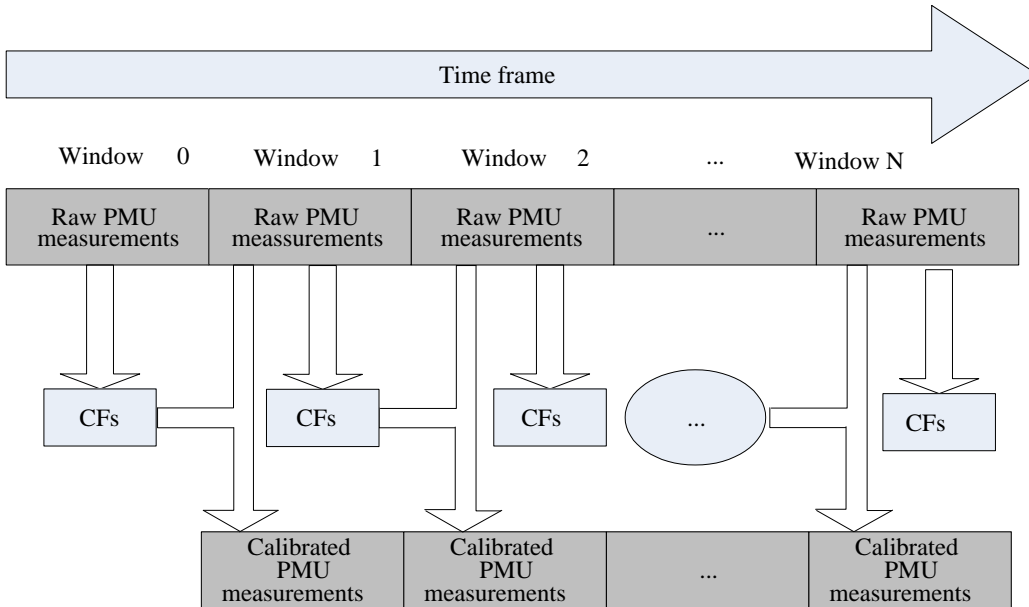 Time frame
Window 0 Window 1 Window 2 ... Window N
Raw PMU
measurements
Raw PMU
meassurements
Raw PMU
measurements
...
Raw PMU
measurements
CFs
CFs
CFs
...
CFs
Calibrated
PMU
measurements
Calibrated
PMU
measurements
...
Calibrated
PMU
measurements